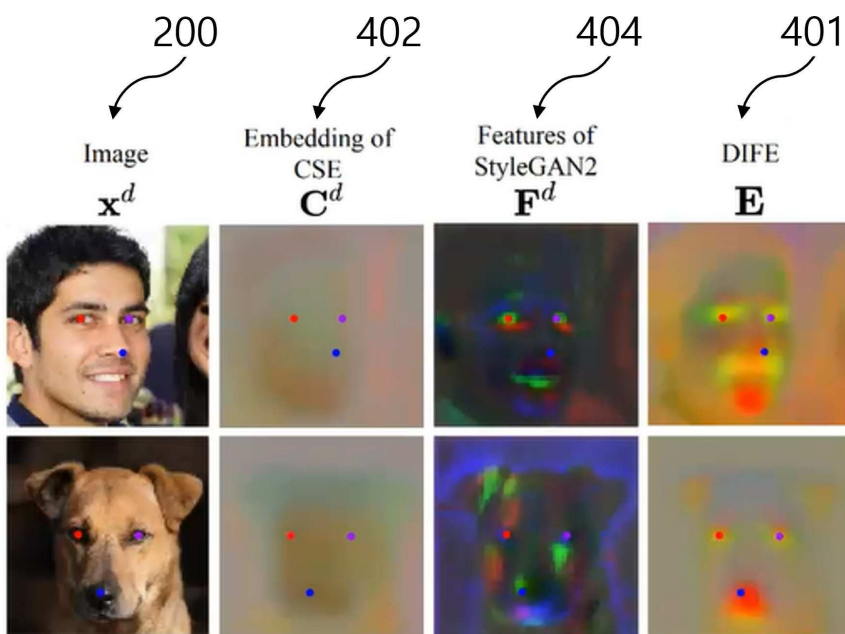 200 402 404 401
Image Embedding of CSE Features of StyleGAN2 DIFE
x^d C^d F^d E